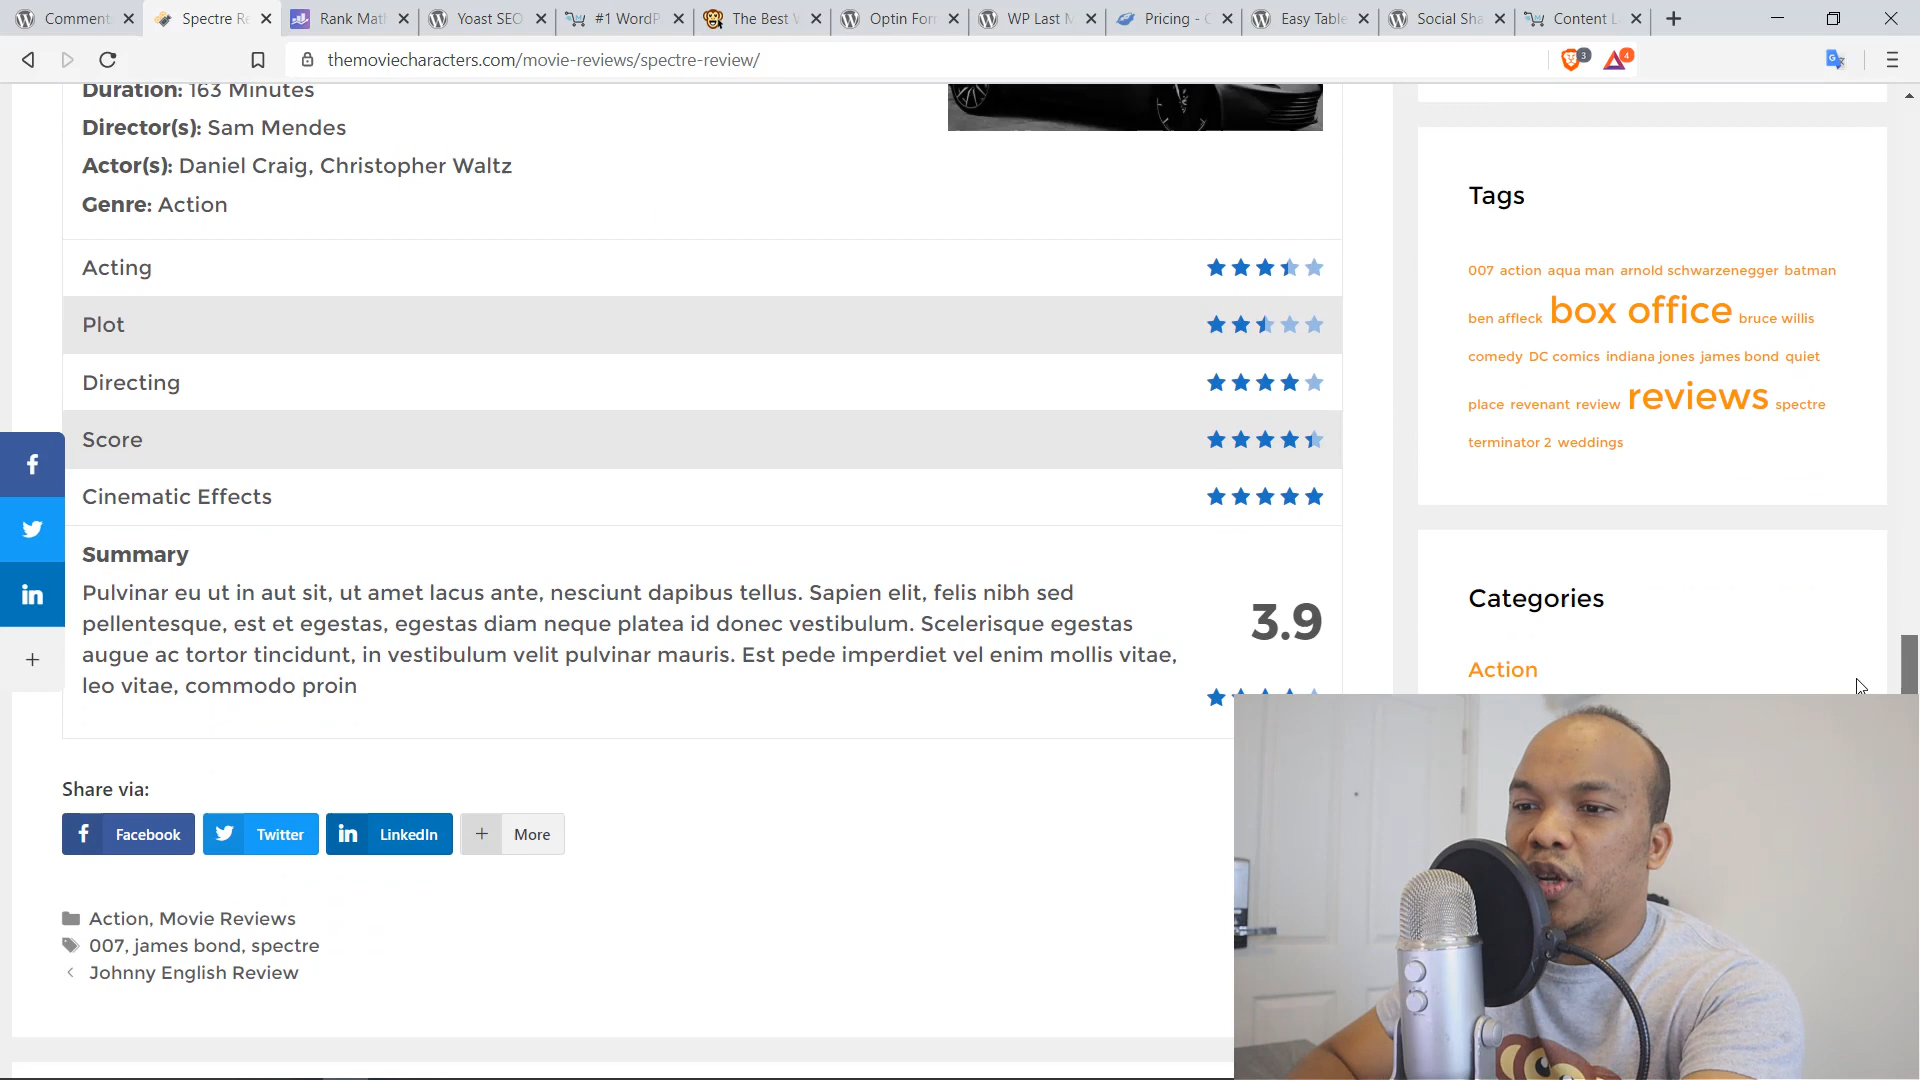 Comment
Spectre Re
Rank Mat
Yoast SEO
#1 WordP
The Best
Optin For
WP Last M
Pricing -
Easy Table
Social Sha
Content L
themoviecharacters.com/movie-reviews/spectre-review/
3
4
Duration: 163 Minutes
Director(s): Sam Mendes
Actor(s): Daniel Craig, Christopher Waltz
Genre: Action
Acting
Plot
Directing
Score
Cinematic Effects
Summary
Pulvinar eu ut in aut sit, ut amet lacus ante, nesciunt dapibus tellus. Sapien elit, felis nibh sed
pellentesque, est et egestas, egestas diam neque platea id donec vestibulum. Scelerisque egestas
augue ac tortor tincidunt, in vestibulum velit pulvinar mauris. Est pede imperdiet vel enim mollis vitae,
leo vitae, commodo proin
3.9
Share via:
Facebook
Twitter
LinkedIn
More
Action, Movie Reviews
007, james bond, spectre
Johnny English Review
Tags
007 action aqua man arnold schwarzenegger batman
ben affleck box office bruce willis
comedy DC comics indiana jones james bond quiet
place revenant review reviews spectre
terminator 2 weddings
Categories
Action